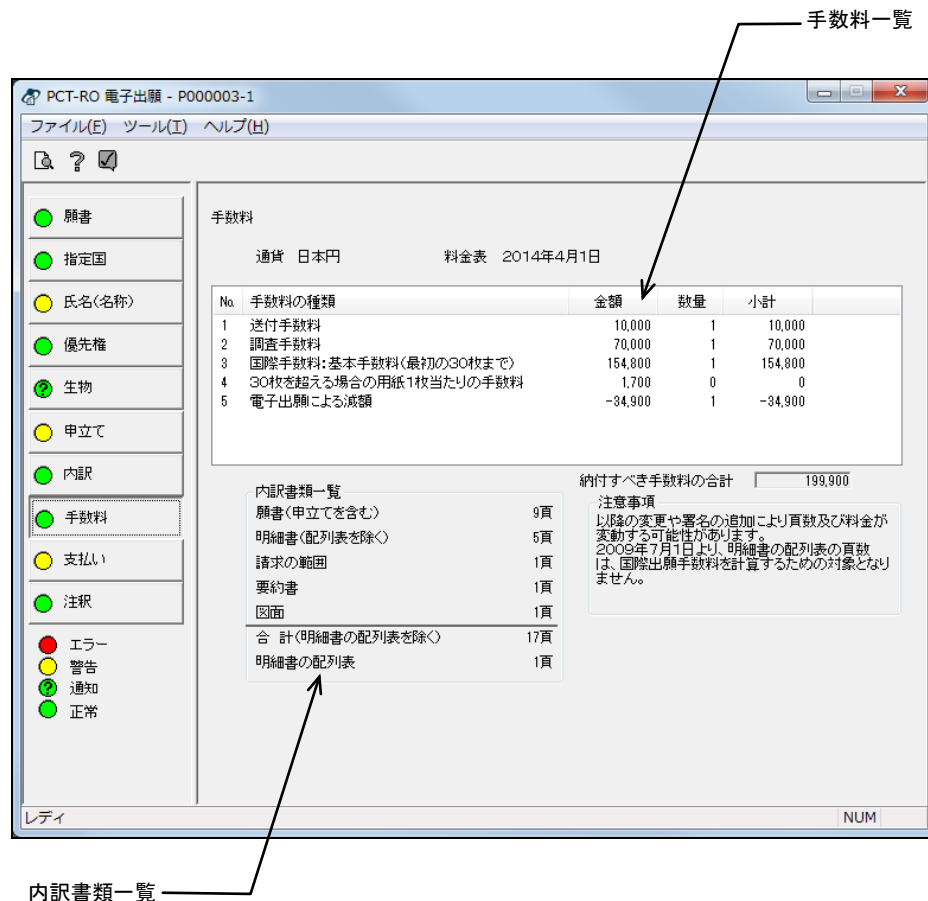 手数料一覧
PCT-RO 電子出願 - P000003-1
ファイル(F) ツール(T) ヘルプ(H)
願書
指定国
氏名(名称)
優先権
生物
申立て
内訳
手数料
支払い
注釈
エラー
警告
通知
正常
手数料
通貨 日本円 料金表 2014年4月1日
No. 手数料の種類 金額 数量 小計
1 送付手数料 10,000 1 10,000
2 調査手数料 70,000 1 70,000
3 国際手数料:基本手数料(最初の30枚まで) 154,800 1 154,800
4 30枚を超える場合の用紙1枚当たりの手数料 1,700 0 0
5 電子出願による減額 -34,900 1 -34,900
納付すべき手数料の合計 199,900
内訳書類一覧
願書(申立てを含む) 9頁
明細書(配列表を除く) 5頁
請求の範囲 1頁
要約書 1頁
図面 1頁
合 計(明細書の配列表を除く) 17頁
明細書の配列表 1頁
注意事項
以降の変更や署名の追加により頁数及び料金が
変動する可能性があります。
2009年7月1日より、明細書の配列表の頁数
は、国際出願手数料を計算するための対象となり
ません。
レディ NUM
内訳書類一覧